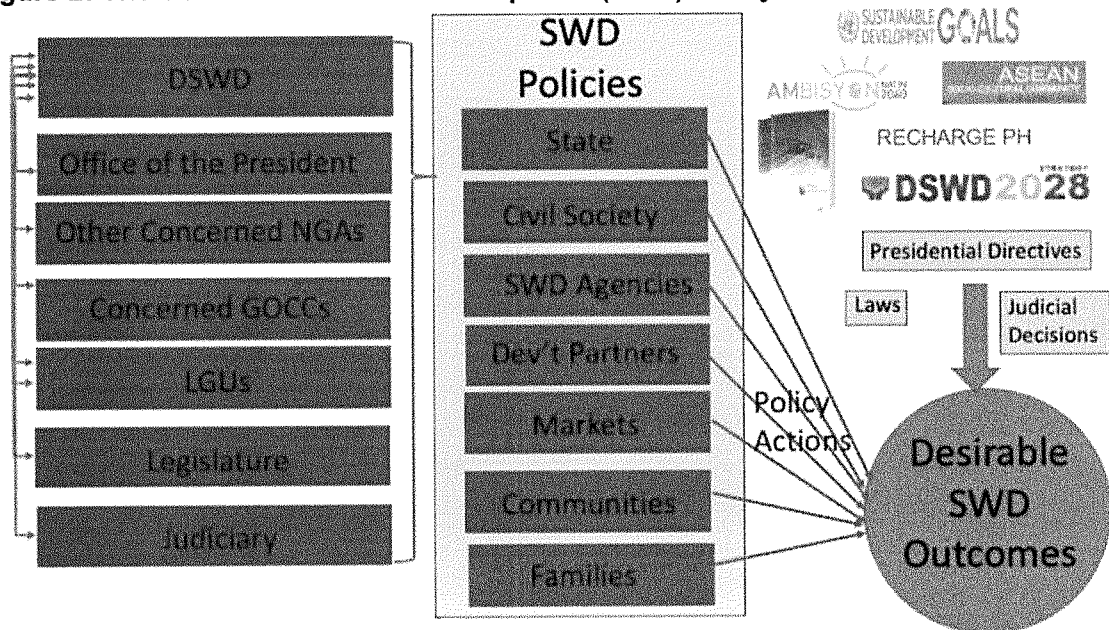 DSWD
Office of the President
Other Concerned NGAs
Concerned GOCCs
LGUs
Legislature
Judiciary
SWD
Policies
State
Civil Society
SWD Agencies
Dev't Partners
Markets
Communities
Families
Policy
Actions
SUSTAINABLE
DEVELOPMENT
GOALS
AMBISYON
ASEAN
RECHARGE PH
DSWD2028
Presidential Directives
Laws
Judicial
Decisions
Desirable
SWD
Outcomes